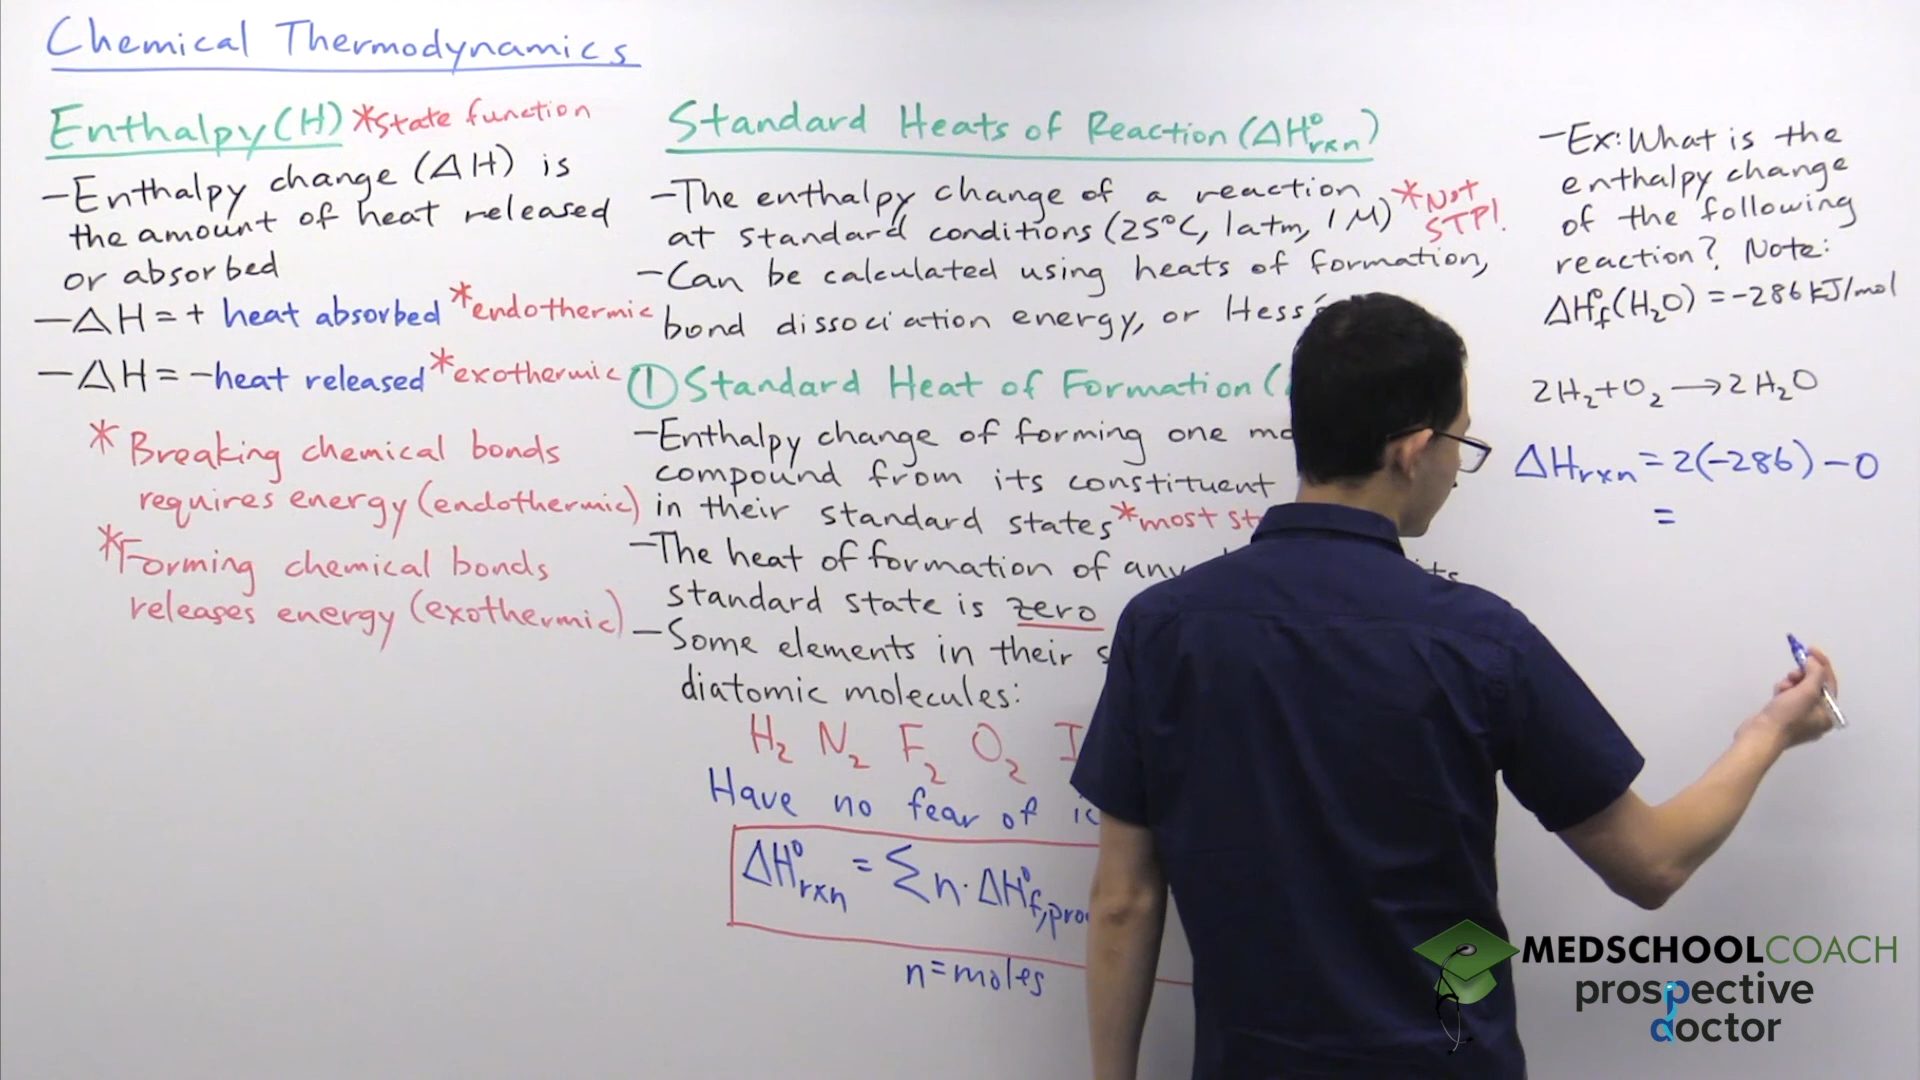 Chemical Thermodynamics
Enthalpy (H) *State function
-Enthalpy change (ΔH) is
the amount of heat released
or absorbed
-ΔH = + heat absorbed *endothermic
-ΔH = - heat released *exothermic
* Breaking chemical bonds
requires energy (endothermic)
*Forming chemical bonds
releases energy (exothermic)
Standard Heats of Reaction (ΔH°rxn)
-The enthalpy change of a reaction
at standard conditions (25°C, 1atm, 1 M) *Not
STP!
-Can be calculated using heats of formation,
bond dissociation energy, or Hess's
① Standard Heat of Formation (
-Enthalpy change of forming one
compound from its constituent
in their standard states *most
-The heat of formation of any
standard state is zero
-Some elements in their
diatomic molecules:
H₂ N₂ F₂ O₂ I
Have no fear of
ΔH°rxn = Σn·ΔH°f,pro
n=moles
-Ex: What is the
enthalpy change
of the following
reaction? Note:
ΔH°f(H₂O) = -286 kJ/mol
2H₂+O₂ → 2H₂O
ΔHrxn = 2(-286) - 0
=
MEDSCHOOLCOACH
prospective
doctor